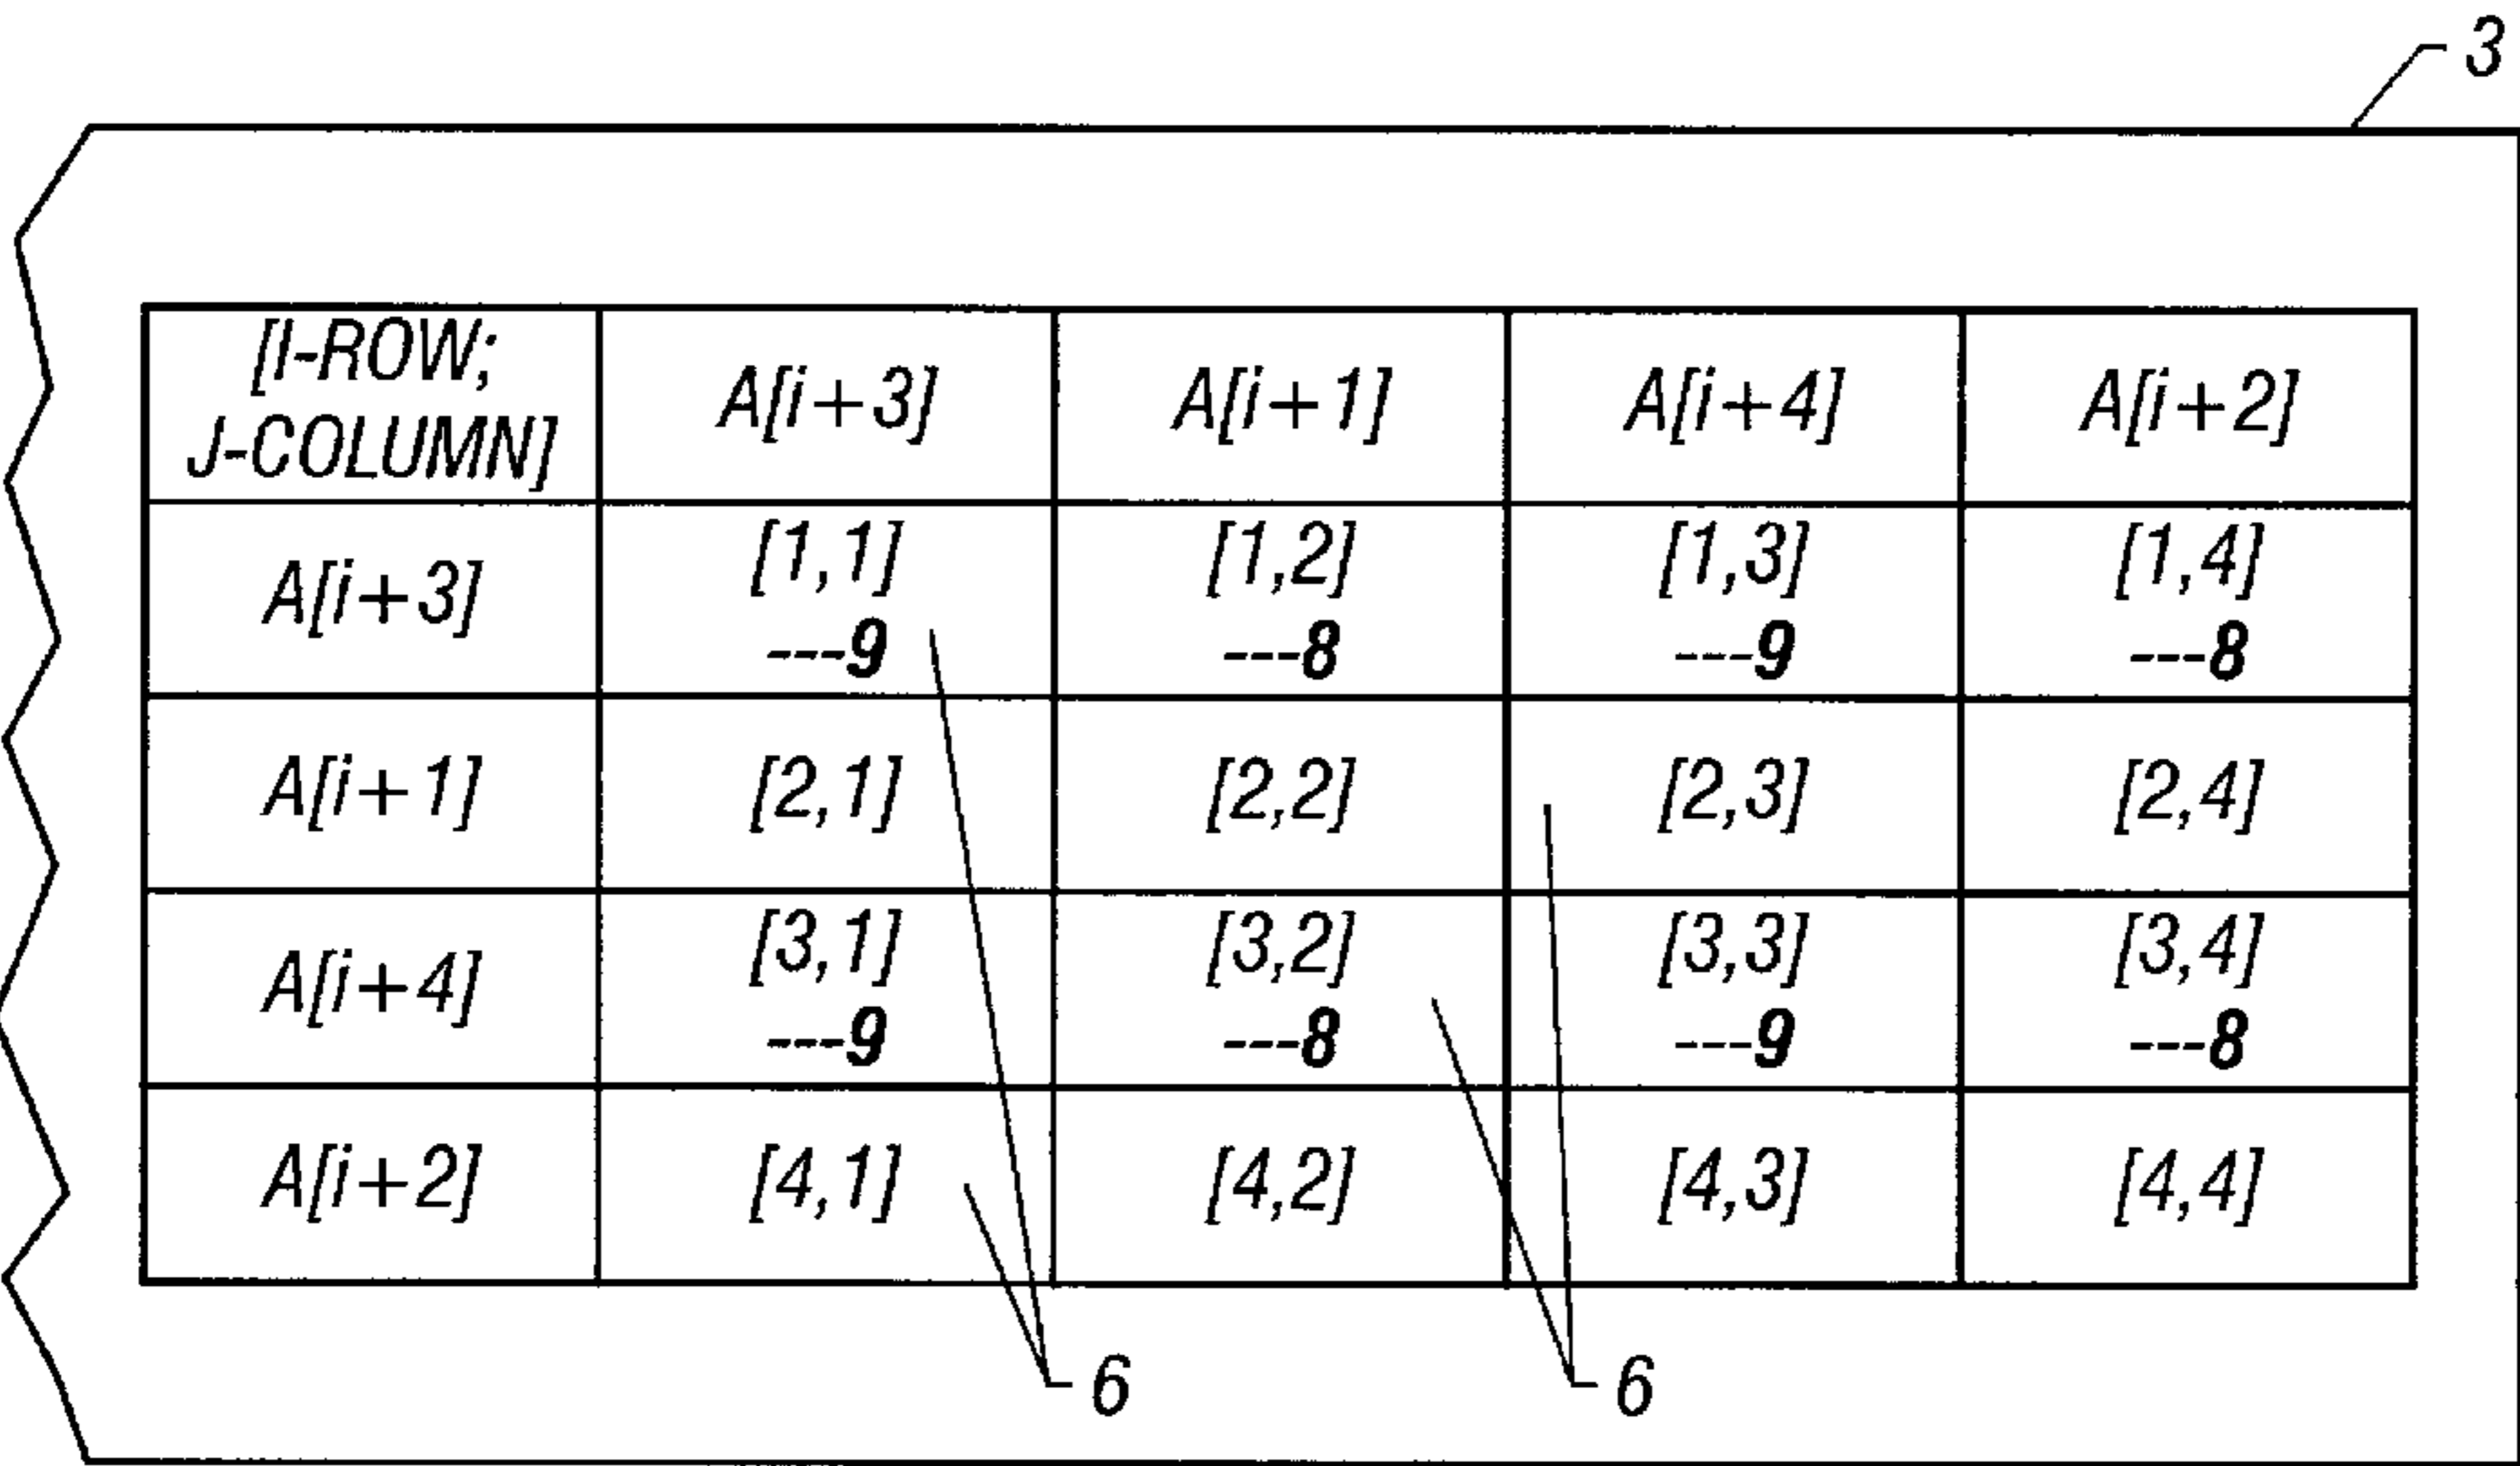 3
[I-ROW;
J-COLUMN]
A[i+3]
A[i+1]
A[i+4]
A[i+2]
A[i+3]
[1,1]
---9
[1,2]
---8
[1,3]
---9
[1,4]
---8
A[i+1]
[2,1]
[2,2]
[2,3]
[2,4]
A[i+4]
[3,1]
---9
[3,2]
---8
[3,3]
---9
[3,4]
---8
A[i+2]
[4,1]
[4,2]
[4,3]
[4,4]
6
6